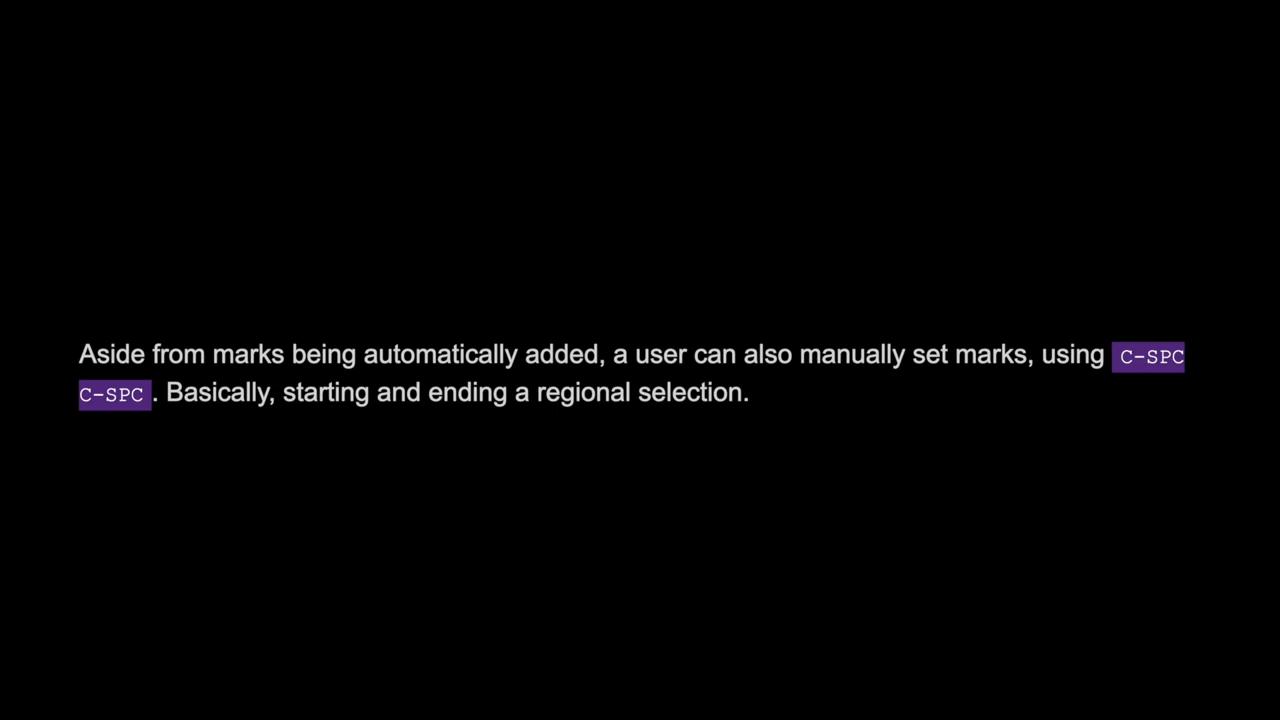 Aside from marks being automatically added, a user can also manually set marks, using C-SPC
C-SPC . Basically, starting and ending a regional selection.